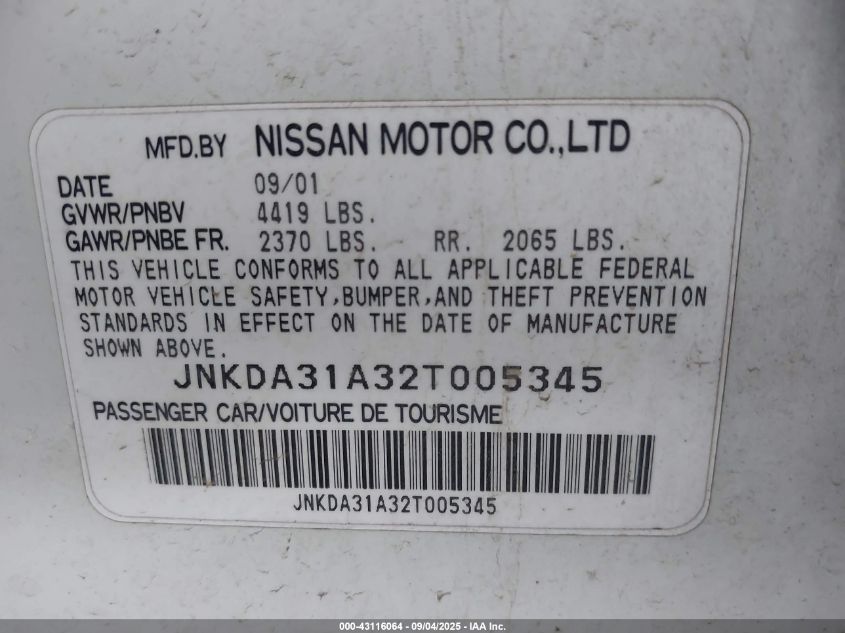 MFD.BY NISSAN MOTOR CO.,LTD
DATE 09/01
GVWR/PNBV 4419 LBS.
GAWR/PNBE FR. 2370 LBS. RR. 2065 LBS.
THIS VEHICLE CONFORMS TO ALL APPLICABLE FEDERAL
MOTOR VEHICLE SAFETY,BUMPER,AND THEFT PREVENTION
STANDARDS IN EFFECT ON THE DATE OF MANUFACTURE
SHOWN ABOVE.
JNKDA31A32T005345
PASSENGER CAR/VOITURE DE TOURISME
JNKDA31A32T005345
000-43116064 - 09/04/2025 - IAA Inc.